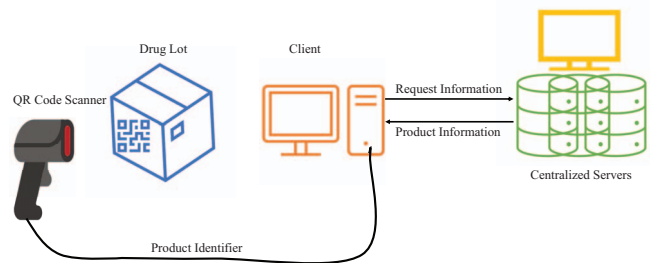 Drug Lot
Client
QR Code Scanner
Request Information
Product Information
Centralized Servers
Product Identifier